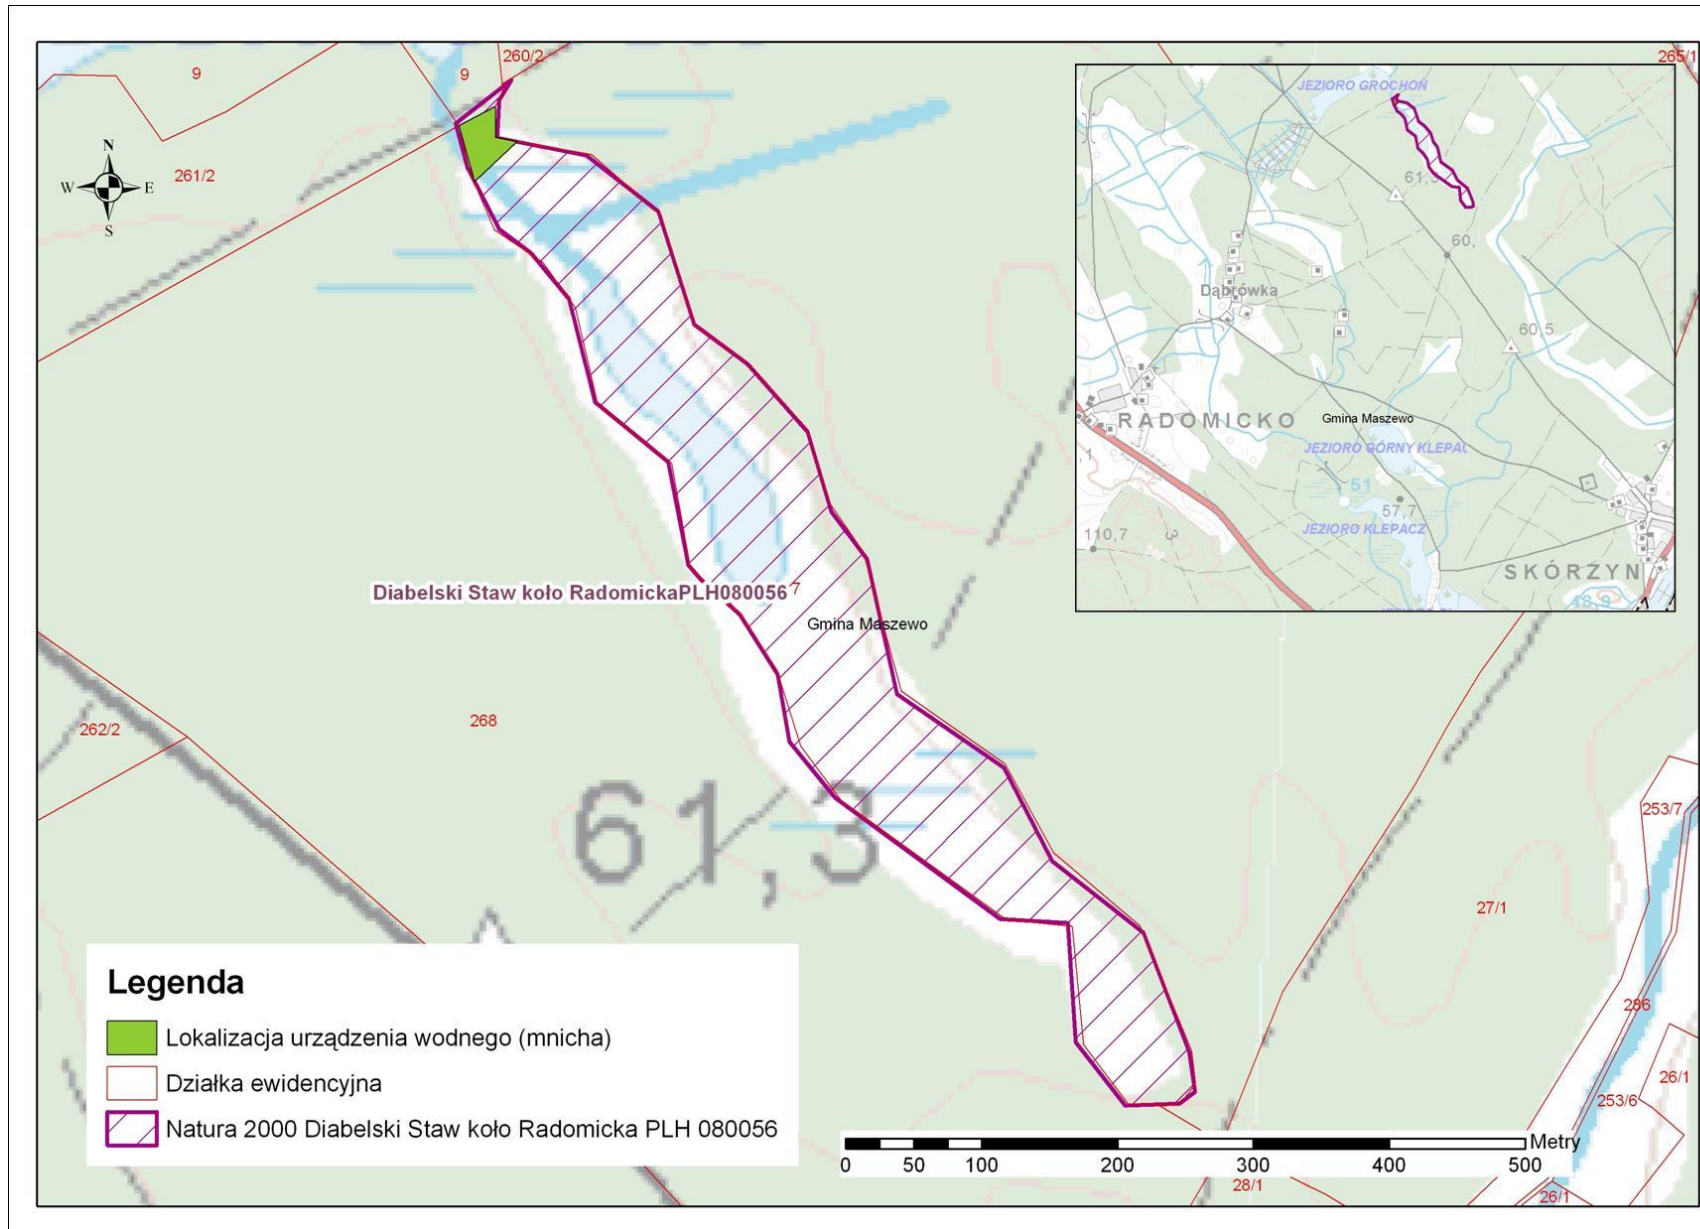 260/2
9
9
265/1
261/2
N
W
E
S
JEZIORO GROCHOŃ
61,3
60,
Dąbrówka
60,5
RADOMICKO
Gmina Maszewo
JEZIORO GÓRNY KLEPAC
51
57,7
JEZIORO KLEPACZ
110,7
SKÓRZYN
48,9
Diabelski Staw koło RadomickaPLH080056
7
Gmina Maszewo
268
262/2
61,3
253/7
27/1
286
26/1
253/6
Legenda
Lokalizacja urządzenia wodnego (mnicha)
Działka ewidencyjna
Natura 2000 Diabelski Staw koło Radomicka PLH 080056
Metry
0 50 100 200 300 400 500
28/1
26/1